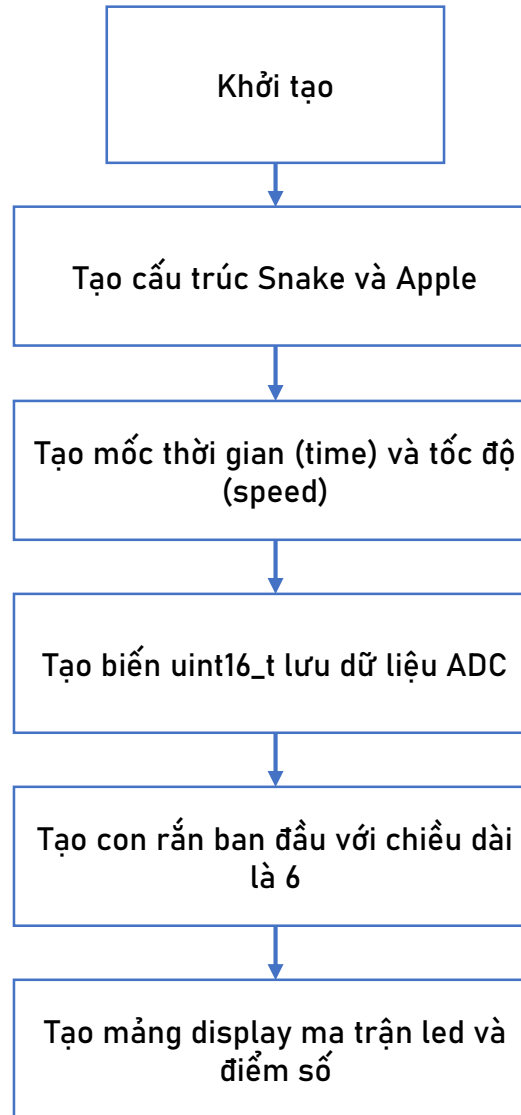 Khởi tạo
Tạo cấu trúc Snake và Apple
Tạo mốc thời gian (time) và tốc độ
(speed)
Tạo biến uint16_t lưu dữ liệu ADC
Tạo con rắn ban đầu với chiều dài
là 6
Tạo mảng display ma trận led và
điểm số